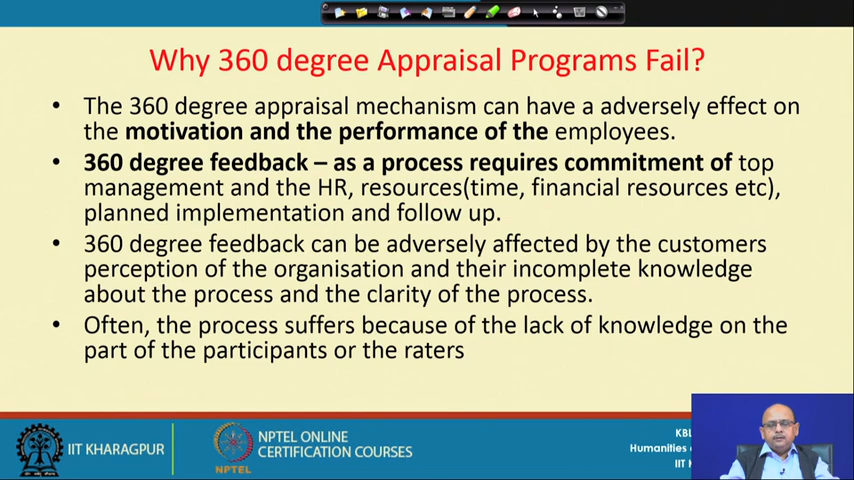 Why 360 degree Appraisal Programs Fail?
• The 360 degree appraisal mechanism can have a adversely effect on
the motivation and the performance of the employees.
• 360 degree feedback – as a process requires commitment of top
management and the HR, resources(time, financial resources etc),
planned implementation and follow up.
• 360 degree feedback can be adversely affected by the customers
perception of the organisation and their incomplete knowledge
about the process and the clarity of the process.
• Often, the process suffers because of the lack of knowledge on the
part of the participants or the raters
IIT KHARAGPUR
NPTEL
NPTEL ONLINE
CERTIFICATION COURSES
KBL
Humanities
IIT